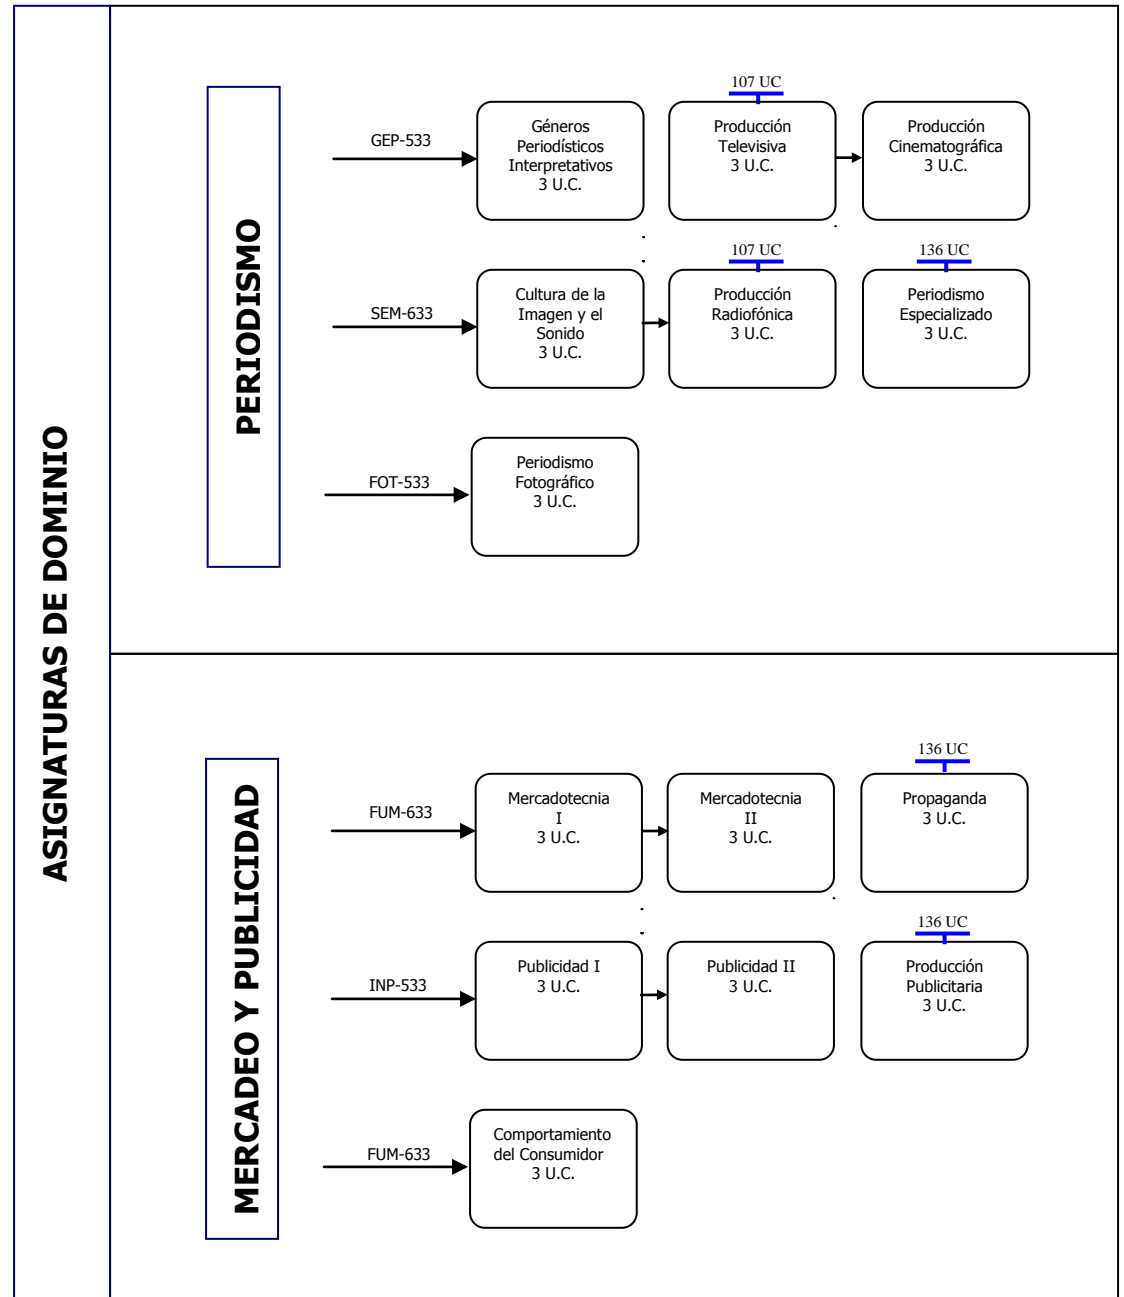 ASIGNATURAS DE DOMINIO
PERIODISMO
107 UC
GEP-533
Géneros
Periodísticos
Interpretativos
3 U.C.
Producción
Televisiva
3 U.C.
Producción
Cinematográfica
3 U.C.
107 UC
136 UC
SEM-633
Cultura de la
Imagen y el
Sonido
3 U.C.
Producción
Radiofónica
3 U.C.
Periodismo
Especializado
3 U.C.
FOT-533
Periodismo
Fotográfico
3 U.C.
MERCADEO Y PUBLICIDAD
136 UC
FUM-633
Mercadotecnia
I
3 U.C.
Mercadotecnia
II
3 U.C.
Propaganda
3 U.C.
136 UC
INP-533
Publicidad I
3 U.C.
Publicidad II
3 U.C.
Producción
Publicitaria
3 U.C.
FUM-633
Comportamiento
del Consumidor
3 U.C.